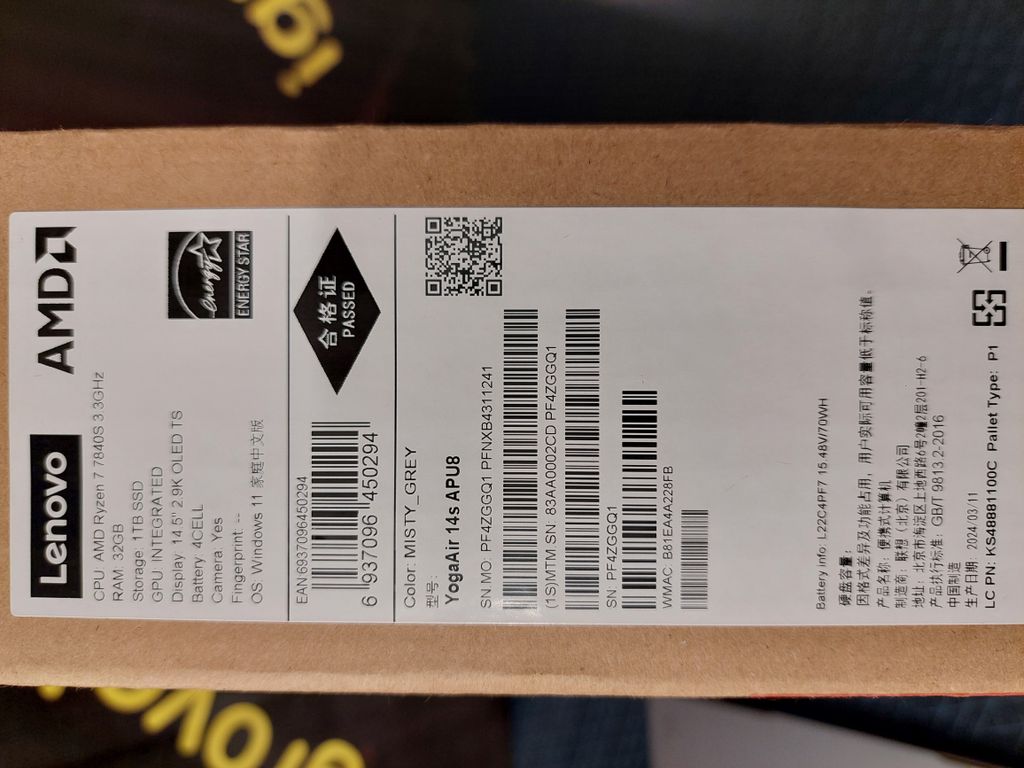 Lenovo
AMD
CPU: AMD Ryzen 7 7840S 3.3GHz
RAM: 32GB
Storage: 1TB SSD
GPU: INTEGRATED
Display 14.5" 2.9K OLED TS
Battery 4CELL
Camera Yes
Fingerprint --
OS Windows 11 家庭中文版
energy
ENERGY STAR
EAN:6937096450294
6 937096 450294
合格证
PASSED
Color: MISTY_GREY
型号:
YogaAir 14s APU8
SN.MO: PF4ZGGQ1 PFNXB4311241
(1S)MTM.SN: 83AA0002CD PF4ZGGQ1
SN PF4ZGGQ1
WMAC: B81EA4A228FB
Battery info: L22C4PF7 15.48V/70WH
硬盘容量:
因格式差异及功能占用，用户实际可用容量低于标称值。
产品名称: 便携式计算机
制造商: 联想（北京）有限公司
地址: 北京市海淀区上地西路6号2幢2层201-H2-6
产品执行标准: GB/T 9813.2-2016
中国制造
生产日期: 2024/03/11
LC PN: KS48881100C Pallet Type: P1